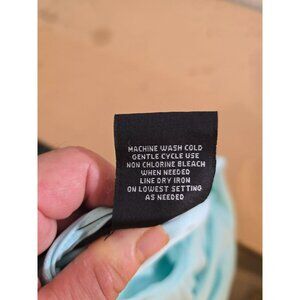 MACHINE WASH COLD
GENTLE CYCLE USE
NON CHLORINE BLEACH
WHEN NEEDED
LINE DRY IRON
ON LOWEST SETTING
AS NEEDED